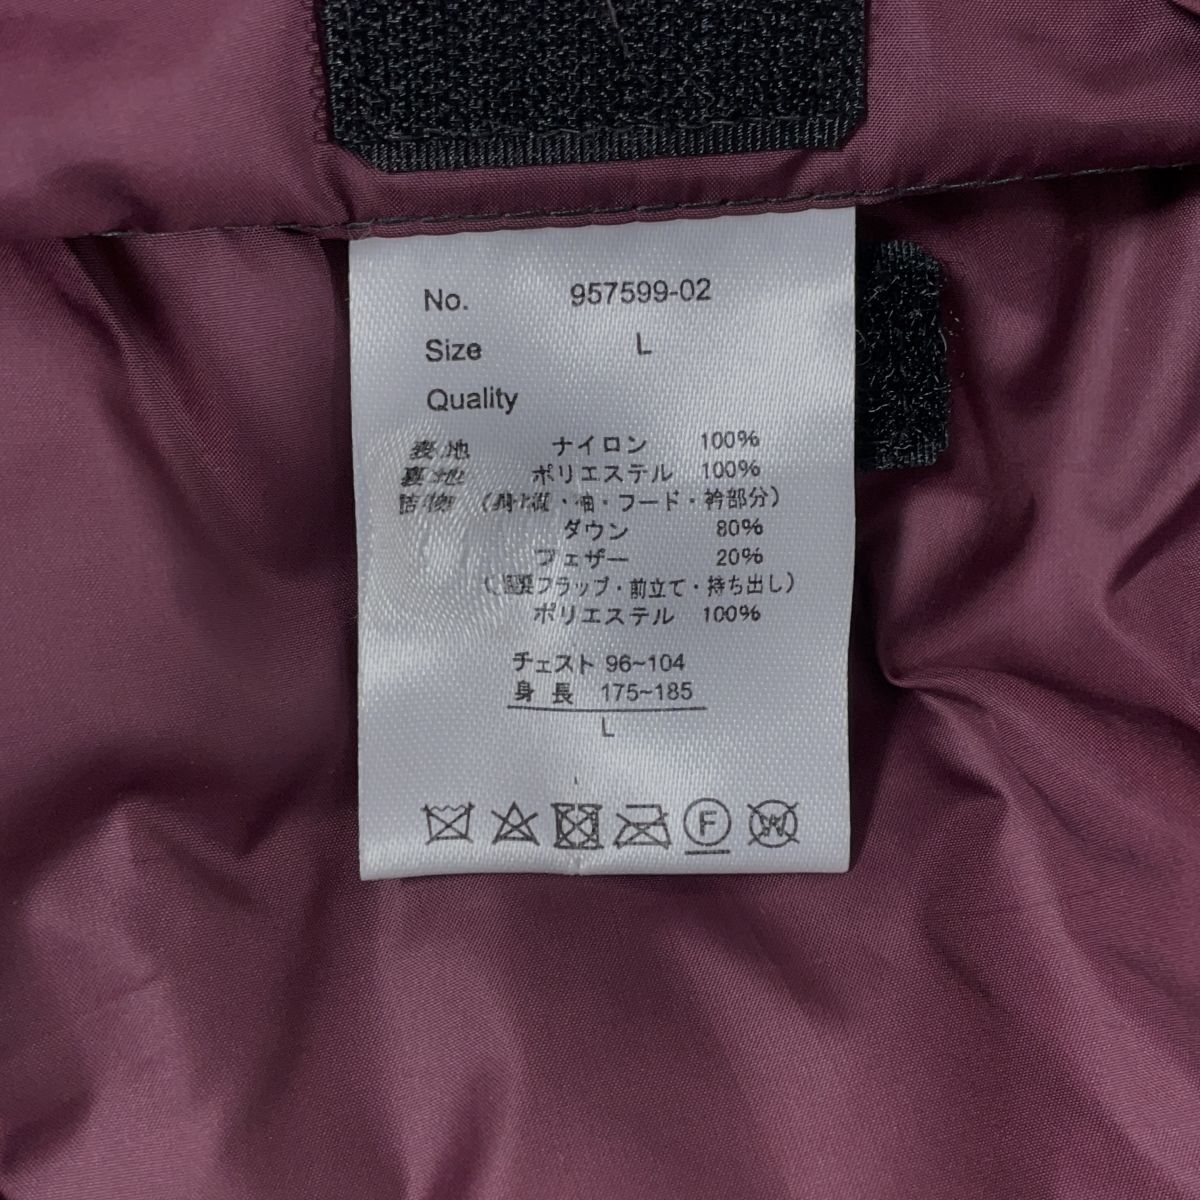 No. 957599-02
Size L
Quality
表地 ナイロン 100%
裏地 ポリエステル 100%
詰物 (身頃・袖・フード・衿部分)
ダウン 80%
フェザー 20%
フラップ・前立て・持ち出し)
ポリエステル 100%
チェスト 96~104
身長 175~185
L
F
W